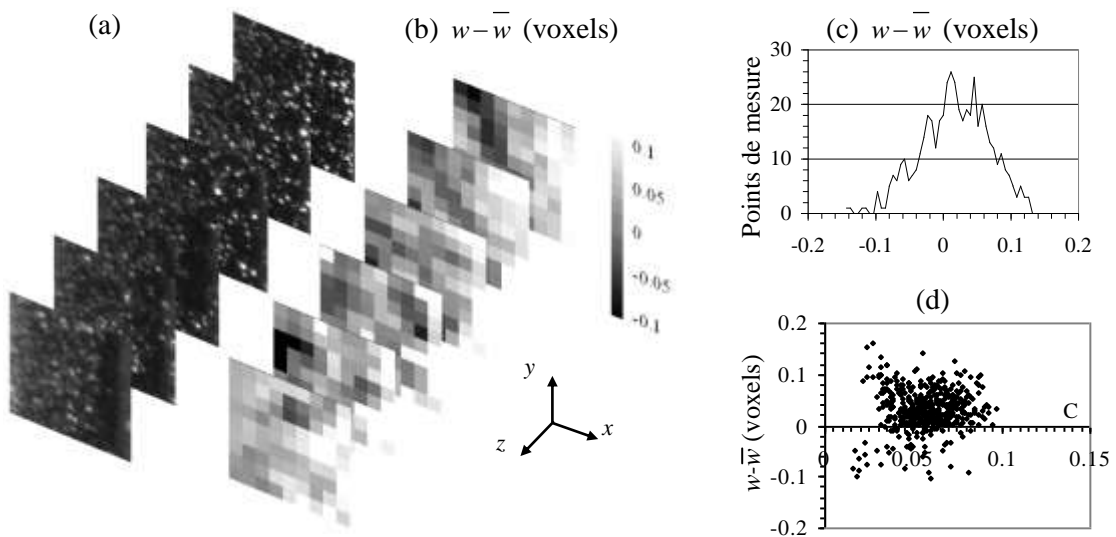 (a)
(b) w – w̅ (voxels)
0.1
0.05
0
-0.05
-0.1
y
x
z
(c) w – w̅ (voxels)
Points de mesure
30
20
10
0
-0.2 -0.1 0 0.1 0.2
(d)
w-w̅ (voxels)
0.2
0.1
0
-0.1
-0.2
C
0 0.05 0.1 0.15